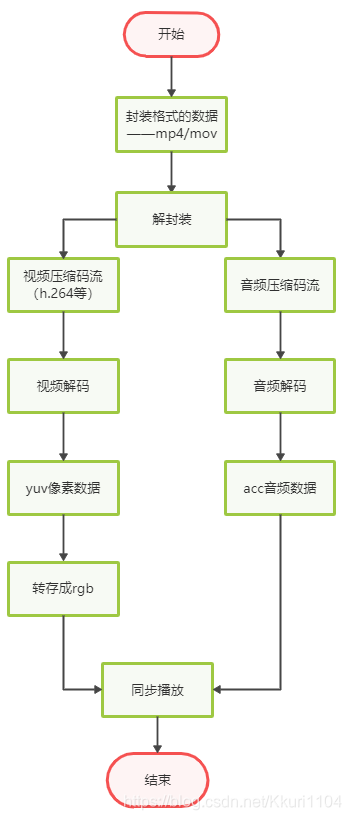 开始
封装格式的数据
——mp4/mov
解封装
视频压缩码流
（h.264等）
音频压缩码流
视频解码
音频解码
yuv像素数据
acc音频数据
转存成rgb
同步播放
结束
https://blog.csdn.net/Kkuri1104